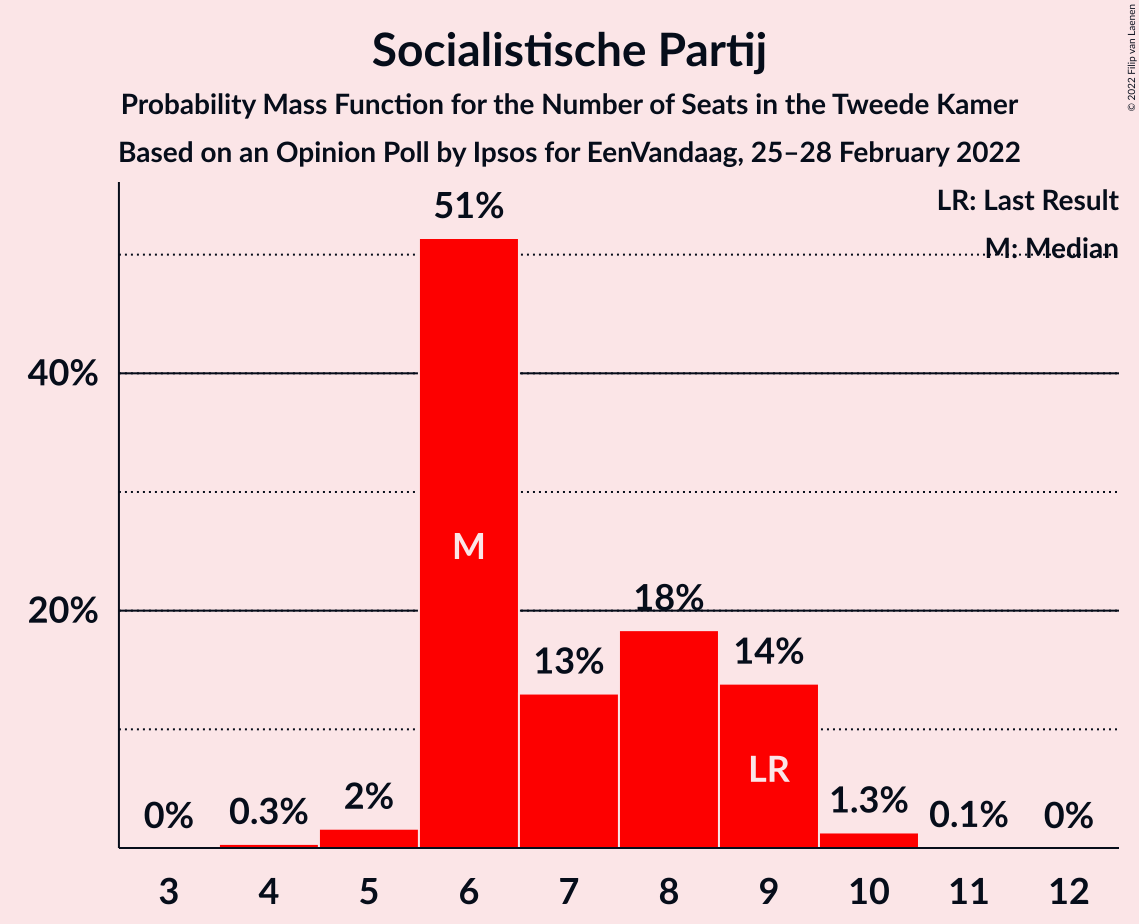 Socialistische Partij
Probability Mass Function for the Number of Seats in the Tweede Kamer
Based on an Opinion Poll by Ipsos for EenVandaag, 25–28 February 2022
© 2022 Filip van Laenen
LR: Last Result
M: Median
40%
20%
0%
0.3%
2%
51%
M
13%
18%
14%
LR
1.3%
0.1%
0%
3 4 5 6 7 8 9 10 11 12